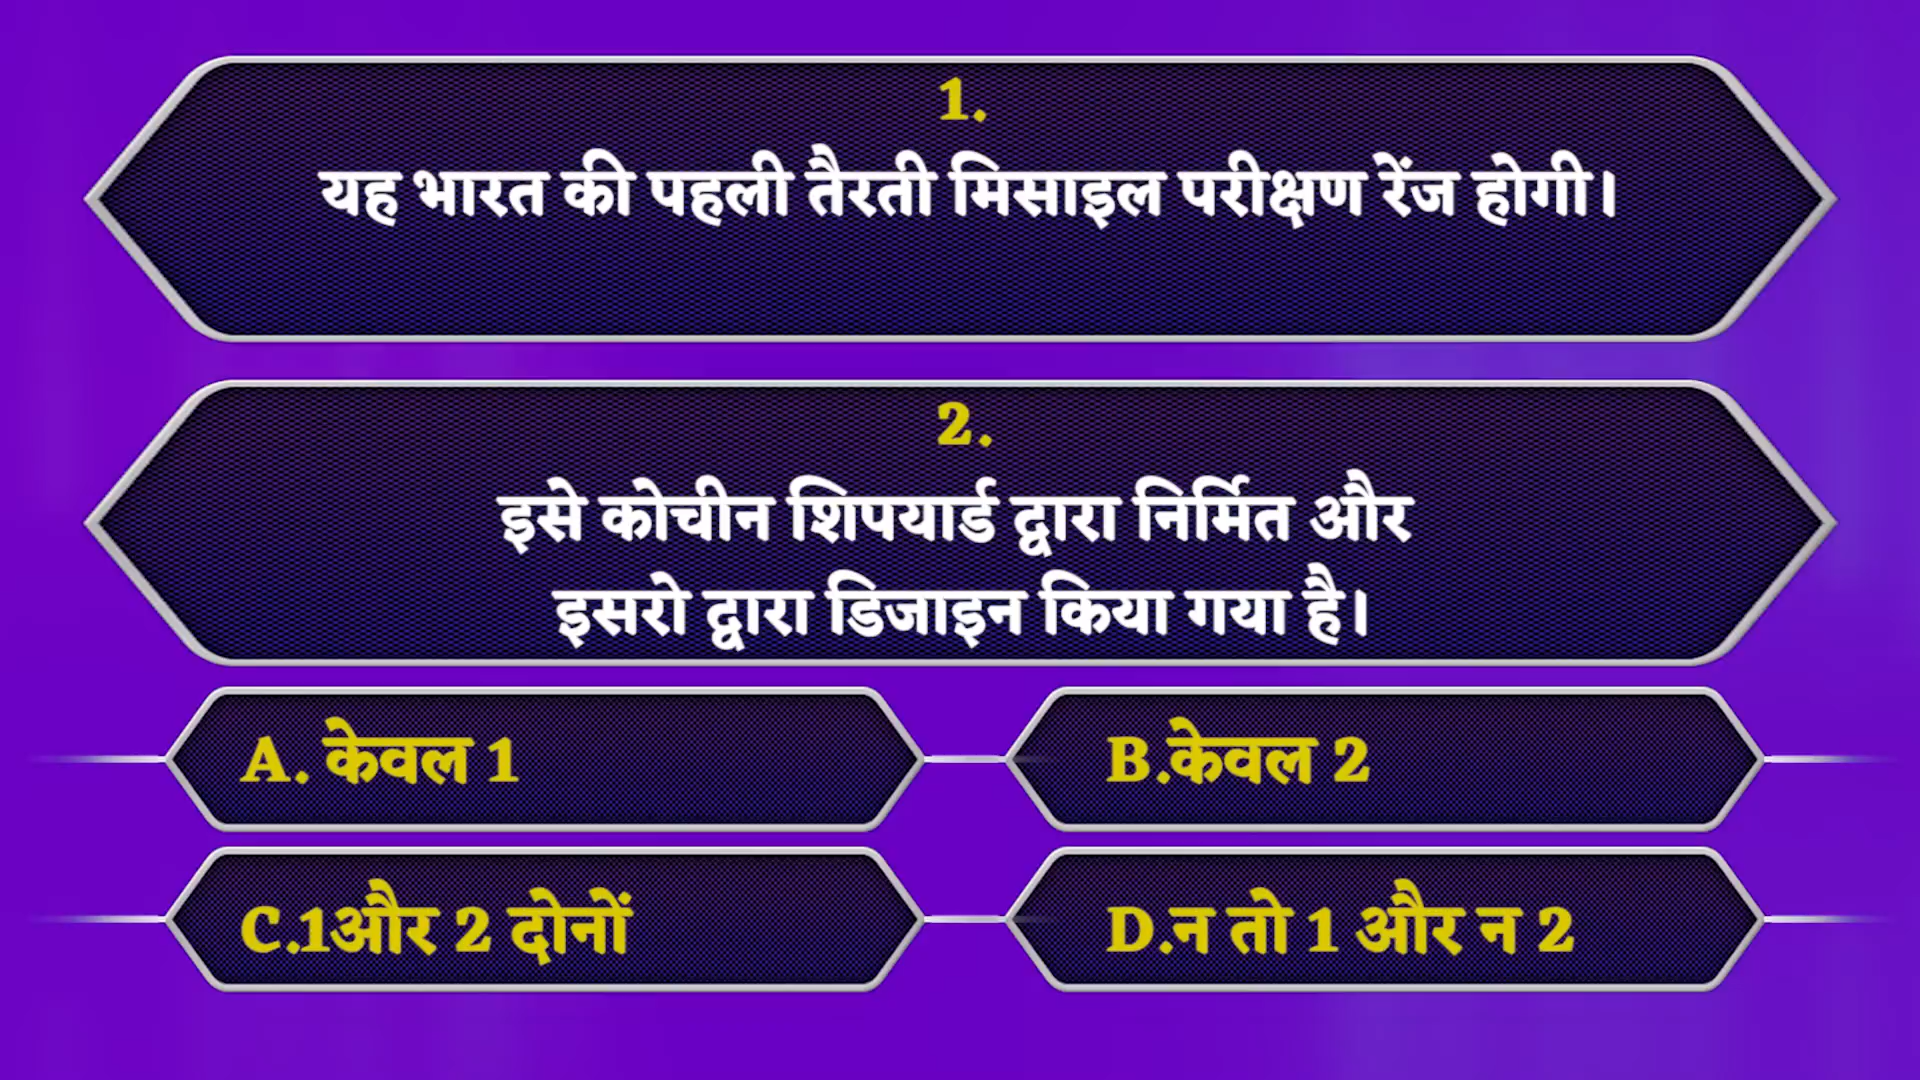 1.
यह भारत की पहली तैरती मिसाइल परीक्षण रेंज होगी।
2.
इसे कोचीन शिपयार्ड द्वारा निर्मित और
इसरो द्वारा डिजाइन किया गया है।
A. केवल 1
B.केवल 2
C.1और 2 दोनों
D.न तो 1 और न 2